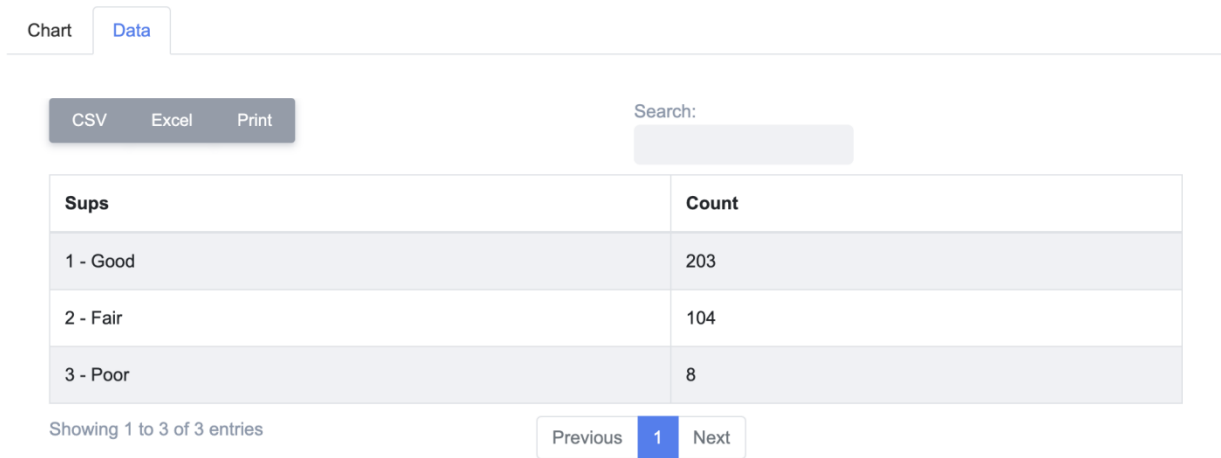 Chart Data
CSV Excel Print
Search:
Sups Count
1 - Good 203
2 - Fair 104
3 - Poor 8
Showing 1 to 3 of 3 entries
Previous 1 Next